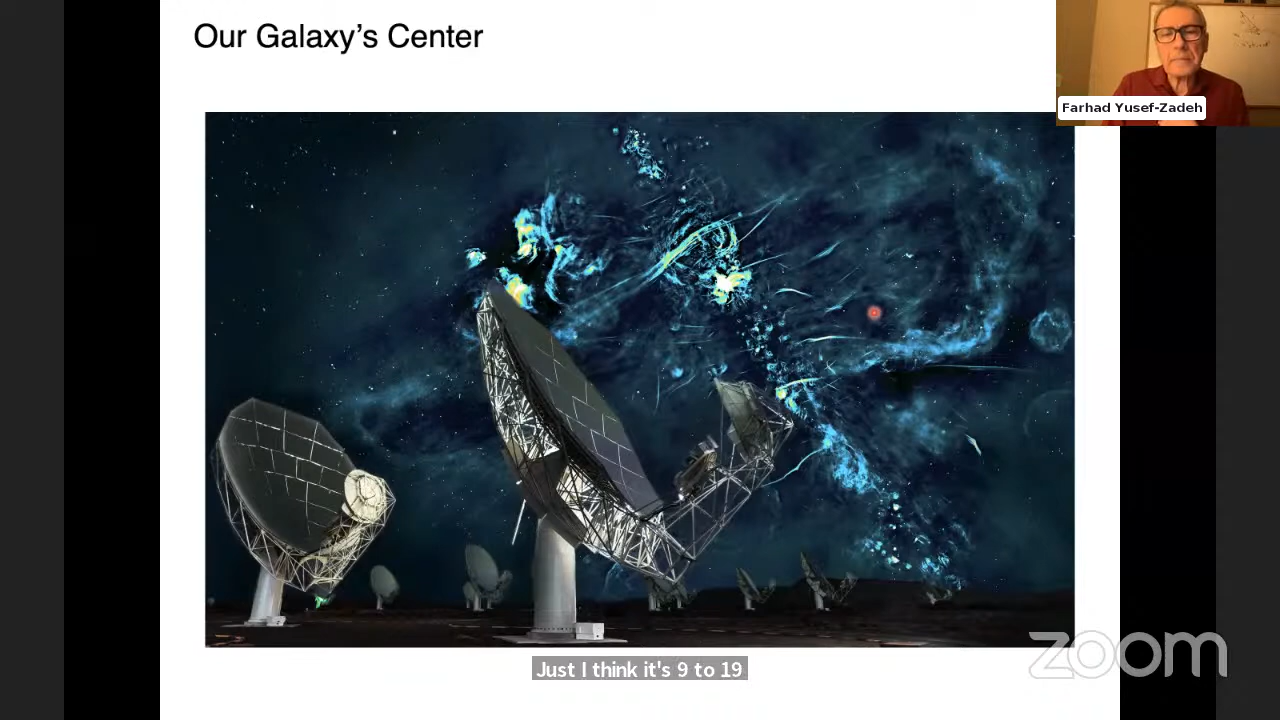 Our Galaxy's Center
Farhad Yusef-Zadeh
Just I think it's 9 to 19
zoom